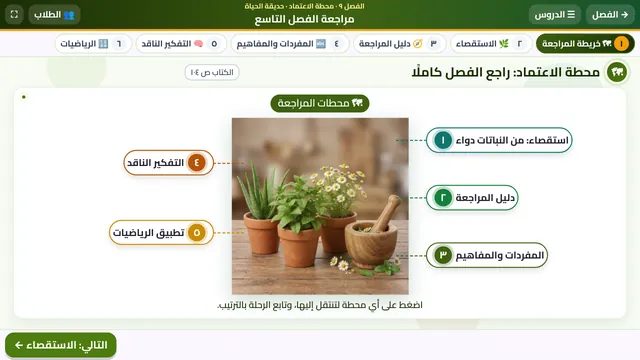 → الفصل
☰ الدروس
الفصل ٩ · محطة الاعتماد · حديقة الحياة
مراجعة الفصل التاسع
٥
الطلاب
١ خريطة المراجعة
٢ الاستقصاء
٣ دليل المراجعة
٤ المفردات والمفاهيم
٥ التفكير الناقد
٦ الرياضيات
محطة الاعتماد: راجع الفصل كاملًا
الكتاب ص ١٠٤
محطات المراجعة
١ استقصاء: من النباتات دواء
٢ دليل المراجعة
٣ المفردات والمفاهيم
٤ التفكير الناقد
٥ تطبيق الرياضيات
اضغط على أي محطة لتنتقل إليها، وتابع الرحلة بالترتيب.
التالي: الاستقصاء ←